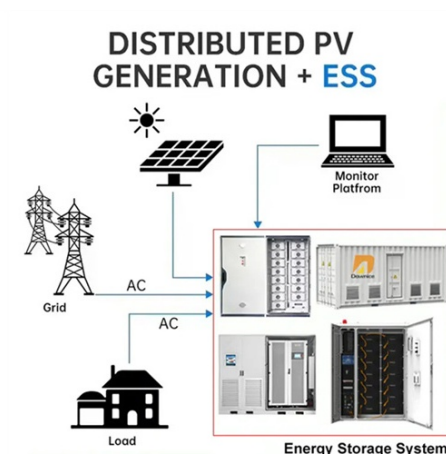 DISTRIBUTED PV
GENERATION + ESS
Monitor
Platfrom
Grid
AC
AC
Load
Energy Storage System